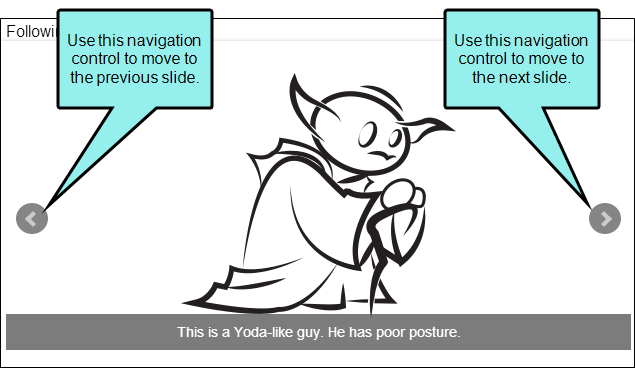 Use this navigation
control to move to
the previous slide.
Use this navigation
control to move to
the next slide.
This is a Yoda-like guy. He has poor posture.